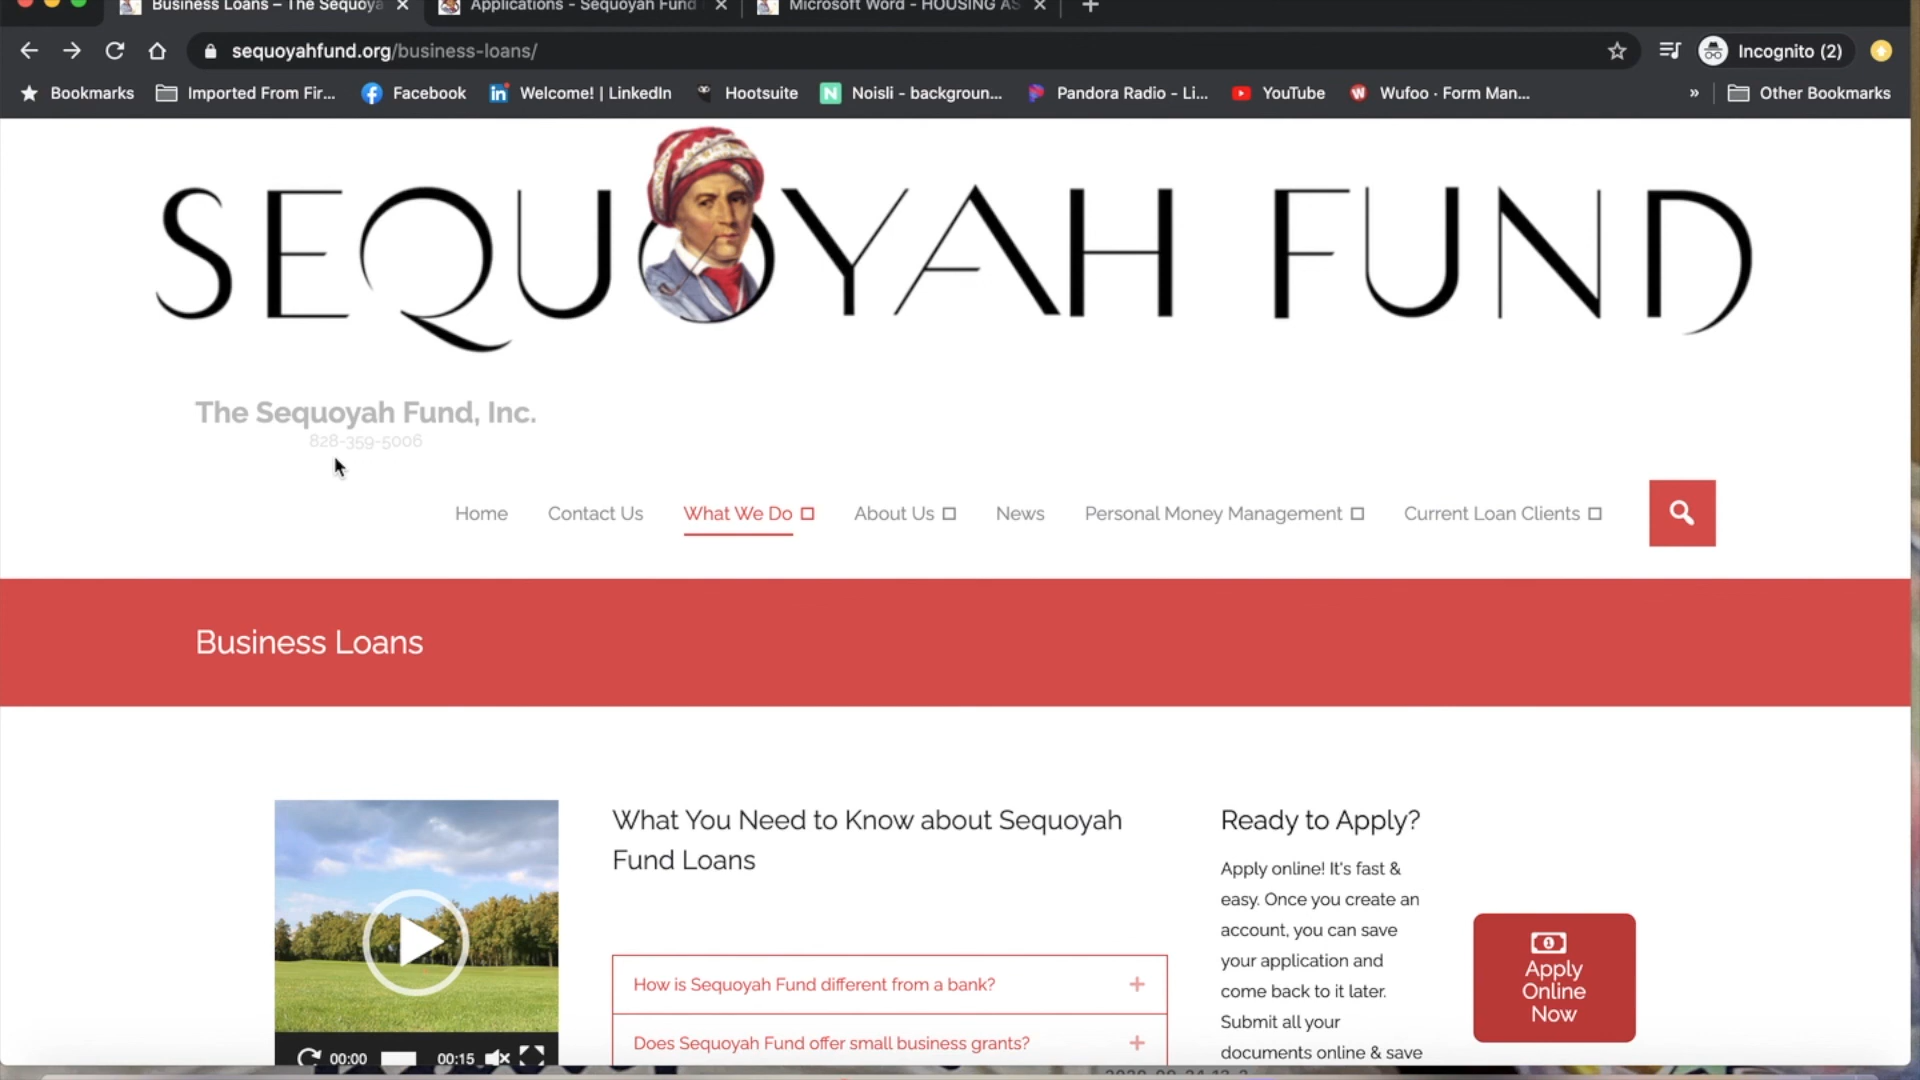 Business Loans – The Sequoya
Applications - Sequoyah Fund
Microsoft Word - HOUSING AS
sequoyahfund.org/business-loans/
Incognito (2)
Bookmarks
Imported From Fir...
Facebook
Welcome! | LinkedIn
Hootsuite
Noisli - backgroun...
Pandora Radio - Li...
YouTube
Wufoo · Form Man...
»
Other Bookmarks
SEQUOYAH FUND
The Sequoyah Fund, Inc.
828-359-5006
Home
Contact Us
What We Do
About Us
News
Personal Money Management
Current Loan Clients
Business Loans
What You Need to Know about Sequoyah
Fund Loans
How is Sequoyah Fund different from a bank?
Does Sequoyah Fund offer small business grants?
00:00
00:15
Ready to Apply?
Apply online! It's fast &
easy. Once you create an
account, you can save
your application and
come back to it later.
Submit all your
documents online & save
Apply
Online
Now